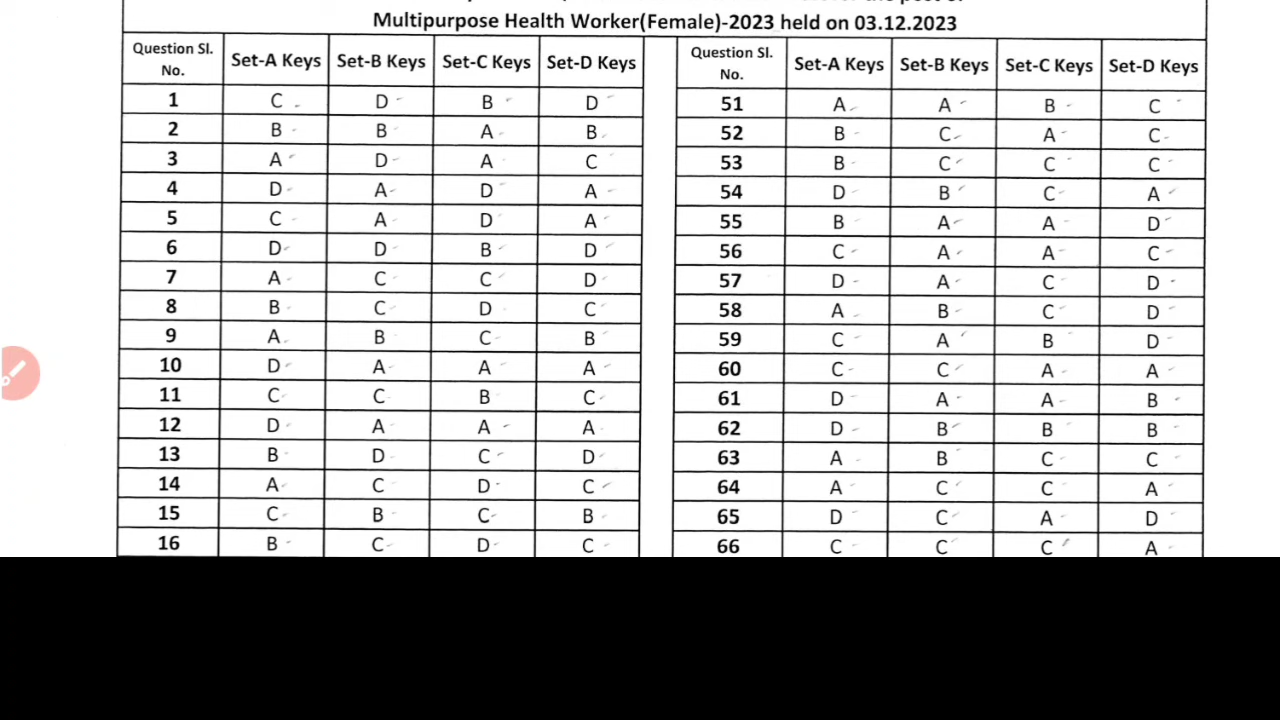 Multipurpose Health Worker(Female)-2023 held on 03.12.2023
Question Sl. No. Set-A Keys Set-B Keys Set-C Keys Set-D Keys Question Sl. No. Set-A Keys Set-B Keys Set-C Keys Set-D Keys
1 C D B D 51 A A B C
2 B B A B 52 B C A C
3 A D A C 53 B C C C
4 D A D A 54 D B C A
5 C A D A 55 B A A D
6 D D B D 56 C A A C
7 A C C D 57 D A C D
8 B C D C 58 A B C D
9 A B C B 59 C A B D
10 D A A A 60 C C A A
11 C C B C 61 D A A B
12 D A A A 62 D B B B
13 B D C D 63 A B C C
14 A C D C 64 A C C A
15 C B C B 65 D C A D
16 B C D C 66 C C C A